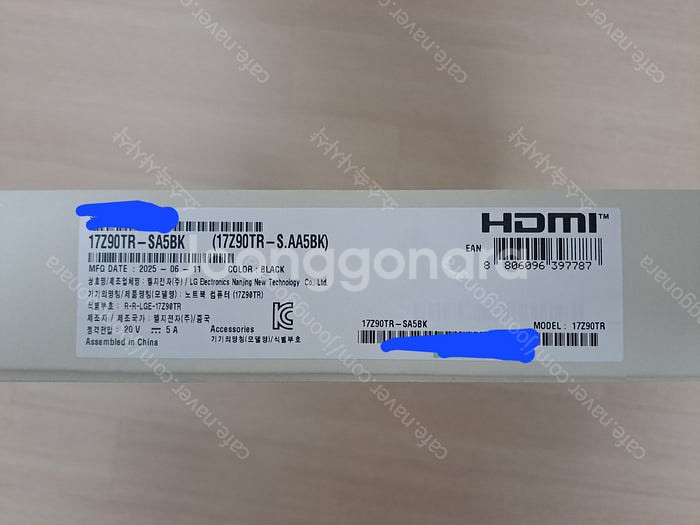 HDMI™
17Z90TR-SA5BK (17Z90TR-S.AA5BK)
EAN
8 806096 397787
MFG DATE : 2025 - 06 - 11 COLOR : BLACK
상호명/제조업체명 : 엘지전자(주) / LG Electronics Nanjing New Technology Co., Ltd.
기기의명칭/제품명칭(모델명) : 노트북 컴퓨터 (17Z90TR)
식별부호 : R-R-LGE-17Z90TR
제조자 / 제조국가 : 엘지전자(주)/중국
정격전압 : 20 V ⎓ 5 A
Assembled in China
Accessories
기기의명칭(모델명)/식별부호
17Z90TR-SA5BK
MODEL : 17Z90TR
joonggonara
cafe.naver.com/joonggonara